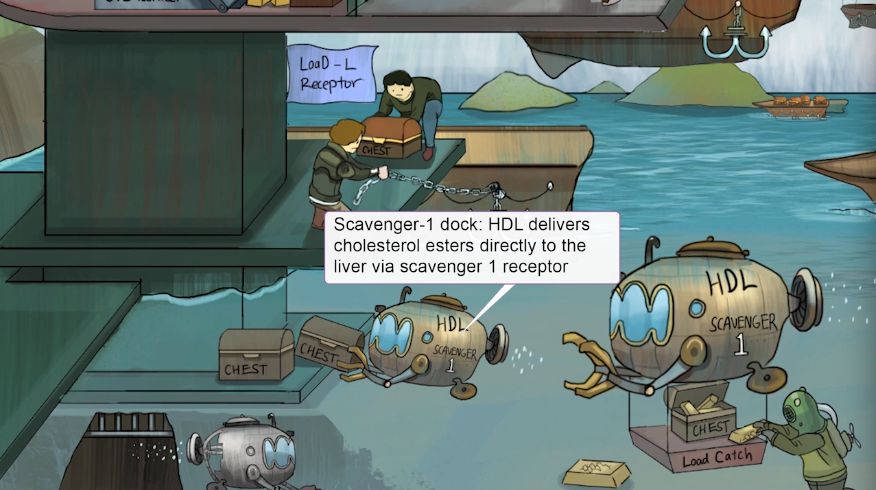 LoaD-L
Receptor
CHEST
Scavenger-1 dock: HDL delivers
cholesterol esters directly to the
liver via scavenger 1 receptor
HDL
SCAVENGER
1
HDL
SCAVENGER
1
CHEST
CHEST
CHEST
Load Catch